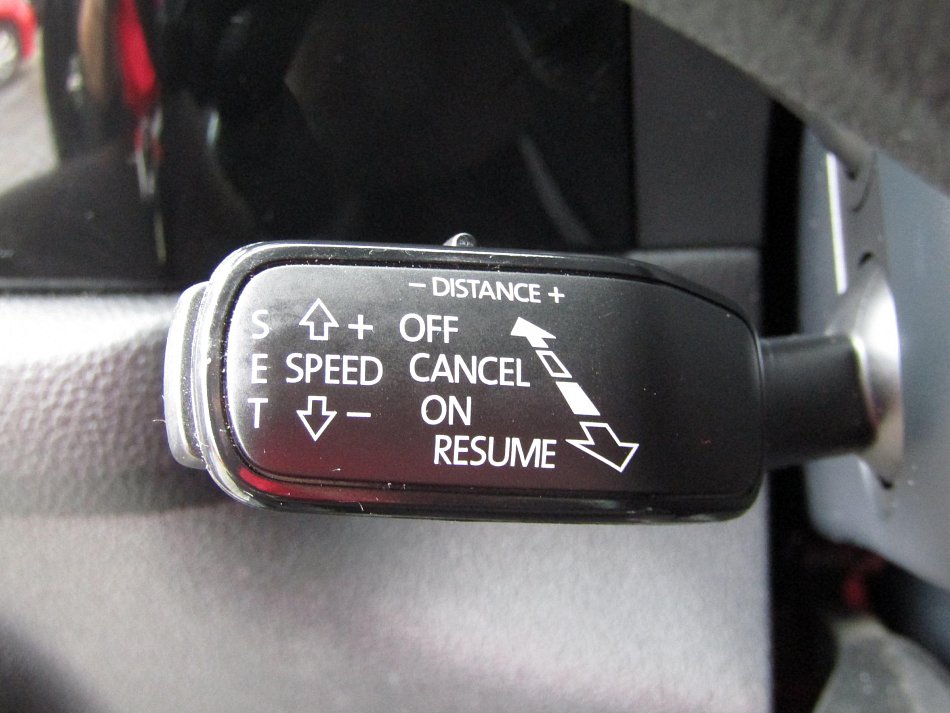 − DISTANCE +
S + OFF
E SPEED CANCEL
T − ON
RESUME